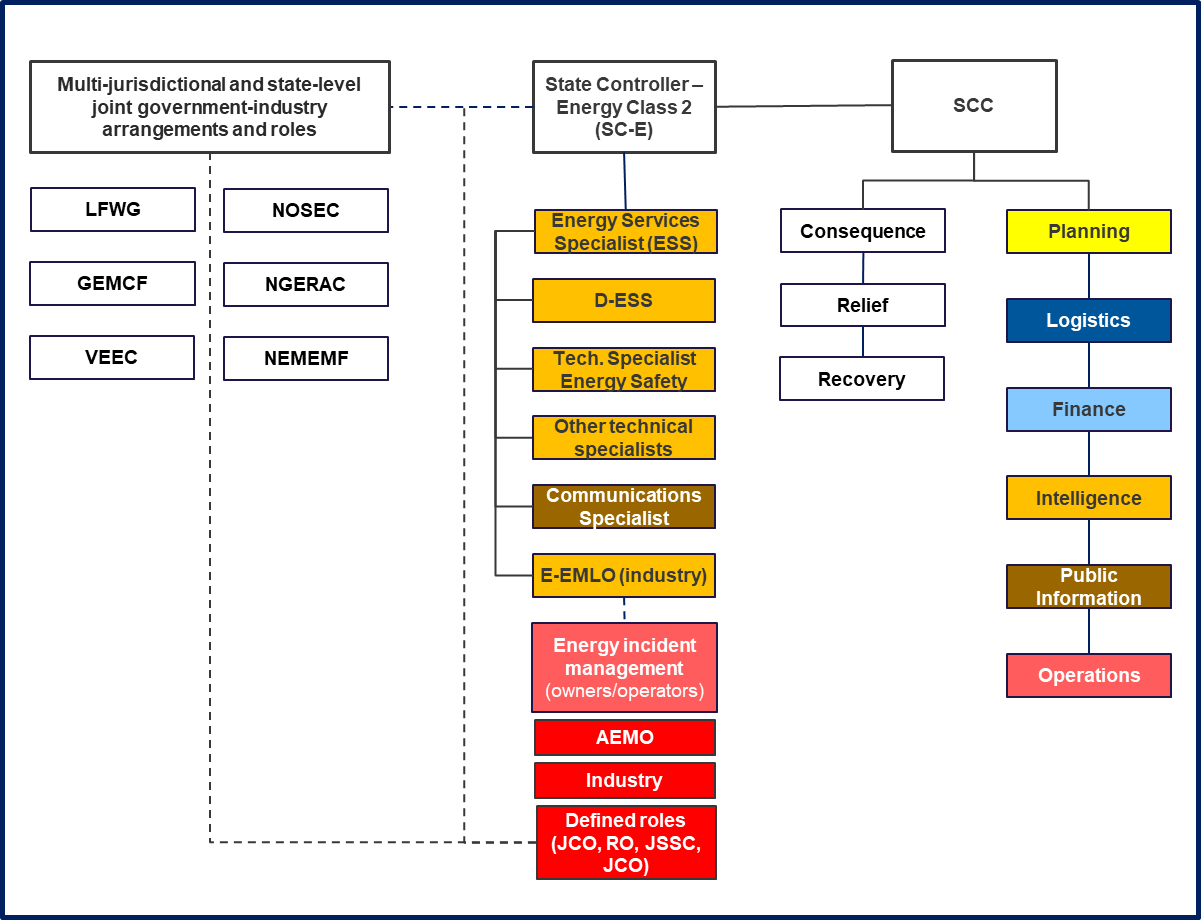 Multi-jurisdictional and state-level
joint government-industry
arrangements and roles
LFWG
NOSEC
GEMCF
NGERAC
VEEC
NEMEMF
State Controller –
Energy Class 2
(SC-E)
Energy Services
Specialist (ESS)
D-ESS
Tech. Specialist
Energy Safety
Other technical
specialists
Communications
Specialist
E-EMLO (industry)
Energy incident
management
(owners/operators)
AEMO
Industry
Defined roles
(JCO, RO, JSSC,
JCO)
SCC
Consequence
Relief
Recovery
Planning
Logistics
Finance
Intelligence
Public
Information
Operations